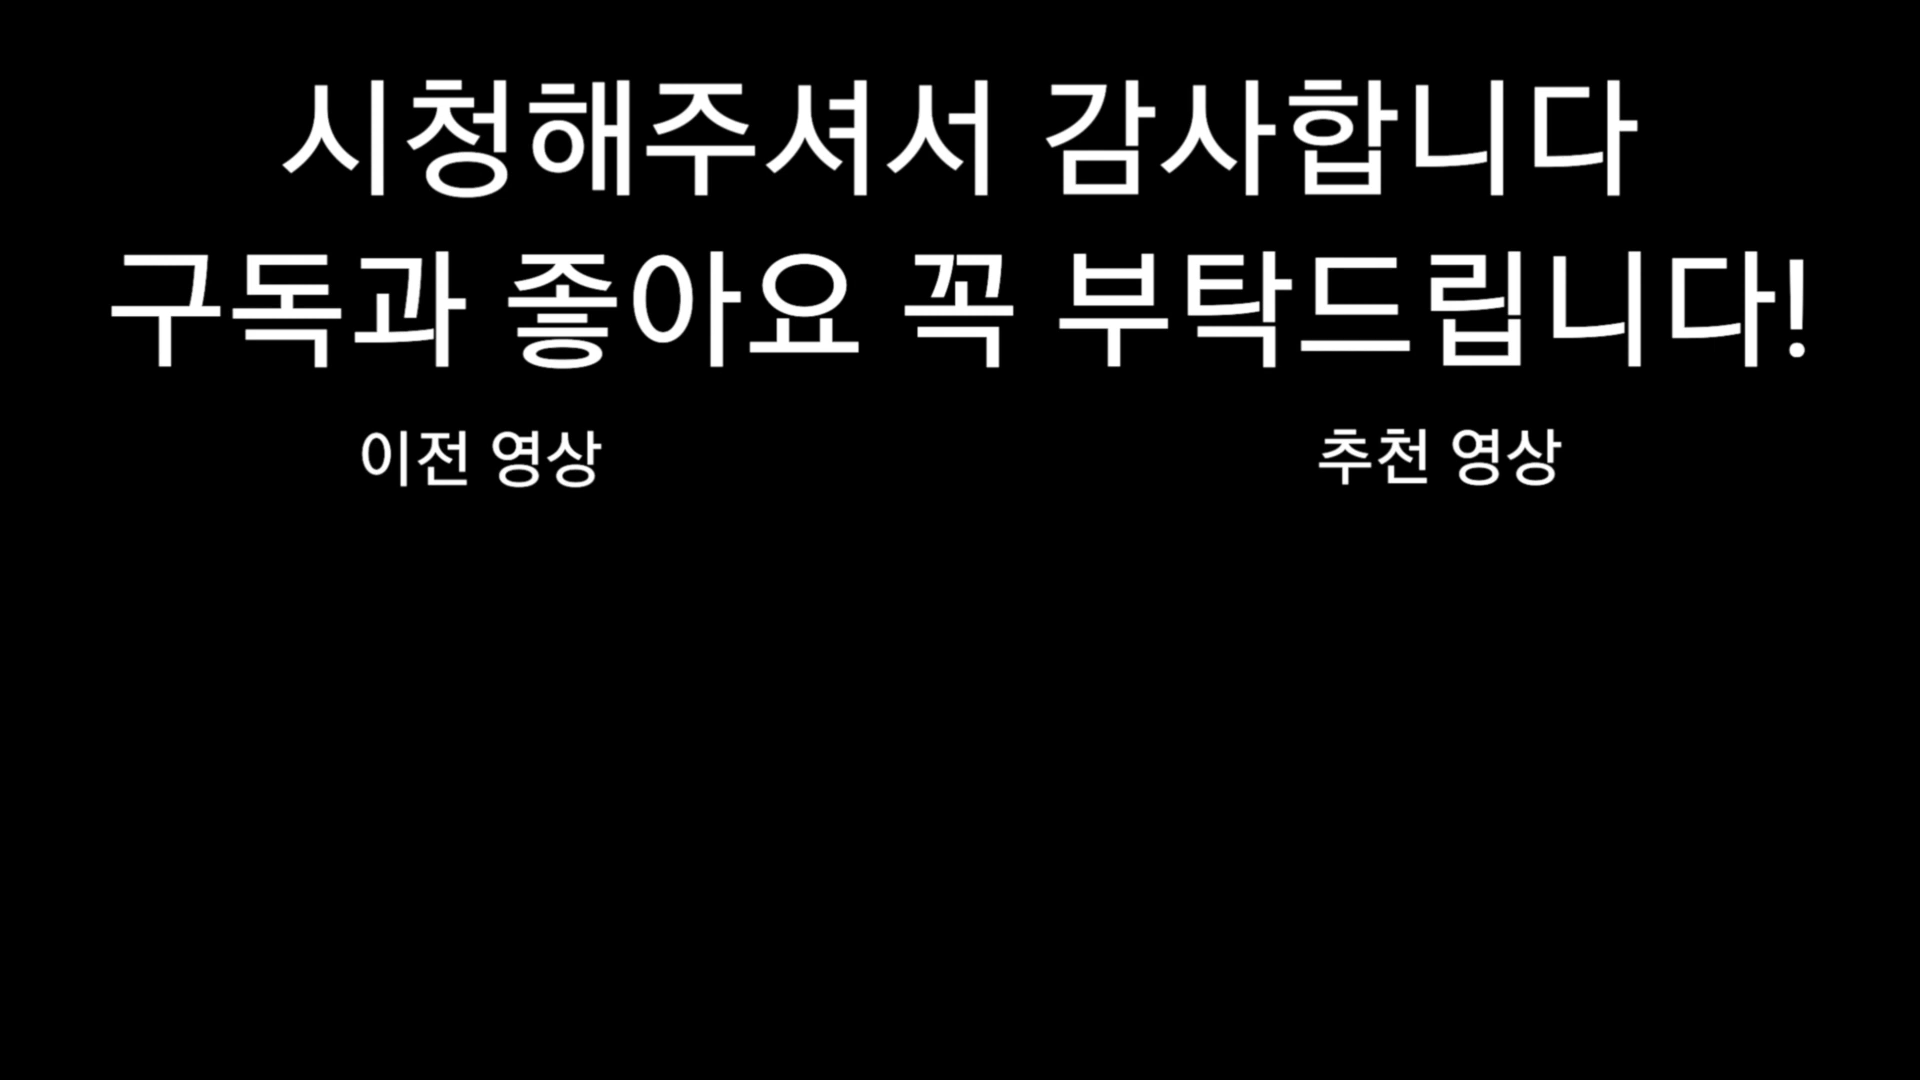 시청해주셔서 감사합니다
구독과 좋아요 꼭 부탁드립니다!
이전 영상
추천 영상